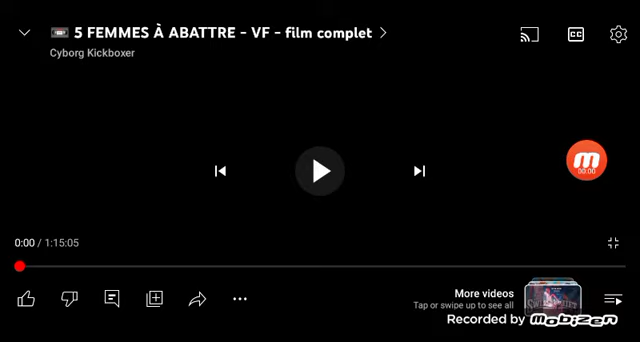 5 FEMMES À ABATTRE - VF - film complet
Cyborg Kickboxer
CC
00:00
0:00 / 1:15:05
More videos
Tap or swipe up to see all
Recorded by Mobizen